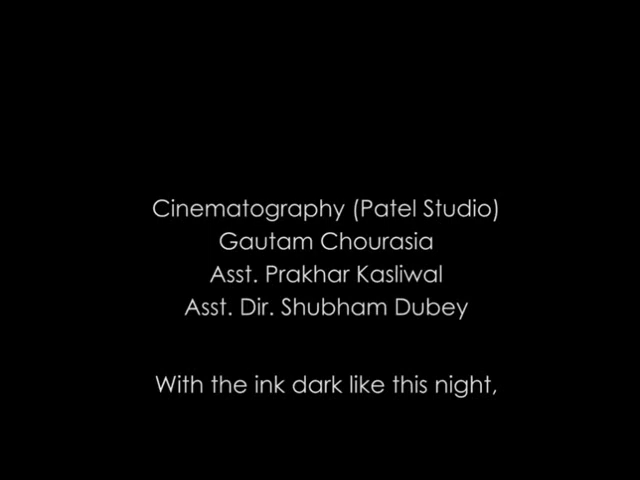 Cinematography (Patel Studio)
Gautam Chourasia
Asst. Prakhar Kasliwal
Asst. Dir. Shubham Dubey
With the ink dark like this night,